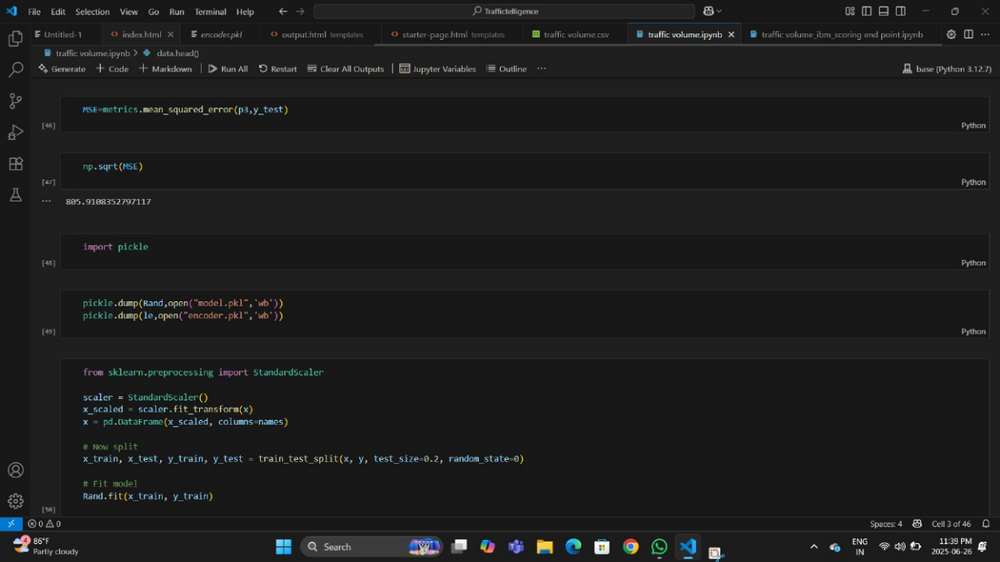 File Edit Selection View Go Run Terminal Help
Traffictelligence
Untitled-1 index.html encoder.pkl output.html templates starter-page.html templates traffic volume.csv traffic volume.ipynb traffic volume_ibm_scoring end point.ipynb
traffic volume.ipynb > data.head()
Generate + Code + Markdown Run All Restart Clear All Outputs Jupyter Variables Outline ... base (Python 3.12.7)
MSE=metrics.mean_squared_error(p3,y_test)
[46] Python
np.sqrt(MSE)
[47] Python
... 805.9108352797117
import pickle
[48] Python
pickle.dump(Rand,open("model.pkl",'wb'))
pickle.dump(le,open("encoder.pkl",'wb'))
[49] Python
from sklearn.preprocessing import StandardScaler
scaler = StandardScaler()
x_scaled = scaler.fit_transform(x)
x = pd.DataFrame(x_scaled, columns=names)
# Now split
x_train, x_test, y_train, y_test = train_test_split(x, y, test_size=0.2, random_state=0)
# Fit model
Rand.fit(x_train, y_train)
[50]
0 0 Spaces: 4 Cell 3 of 46
4 86°F
Partly cloudy
Search
ENG
IN
11:39 PM
2025-06-26